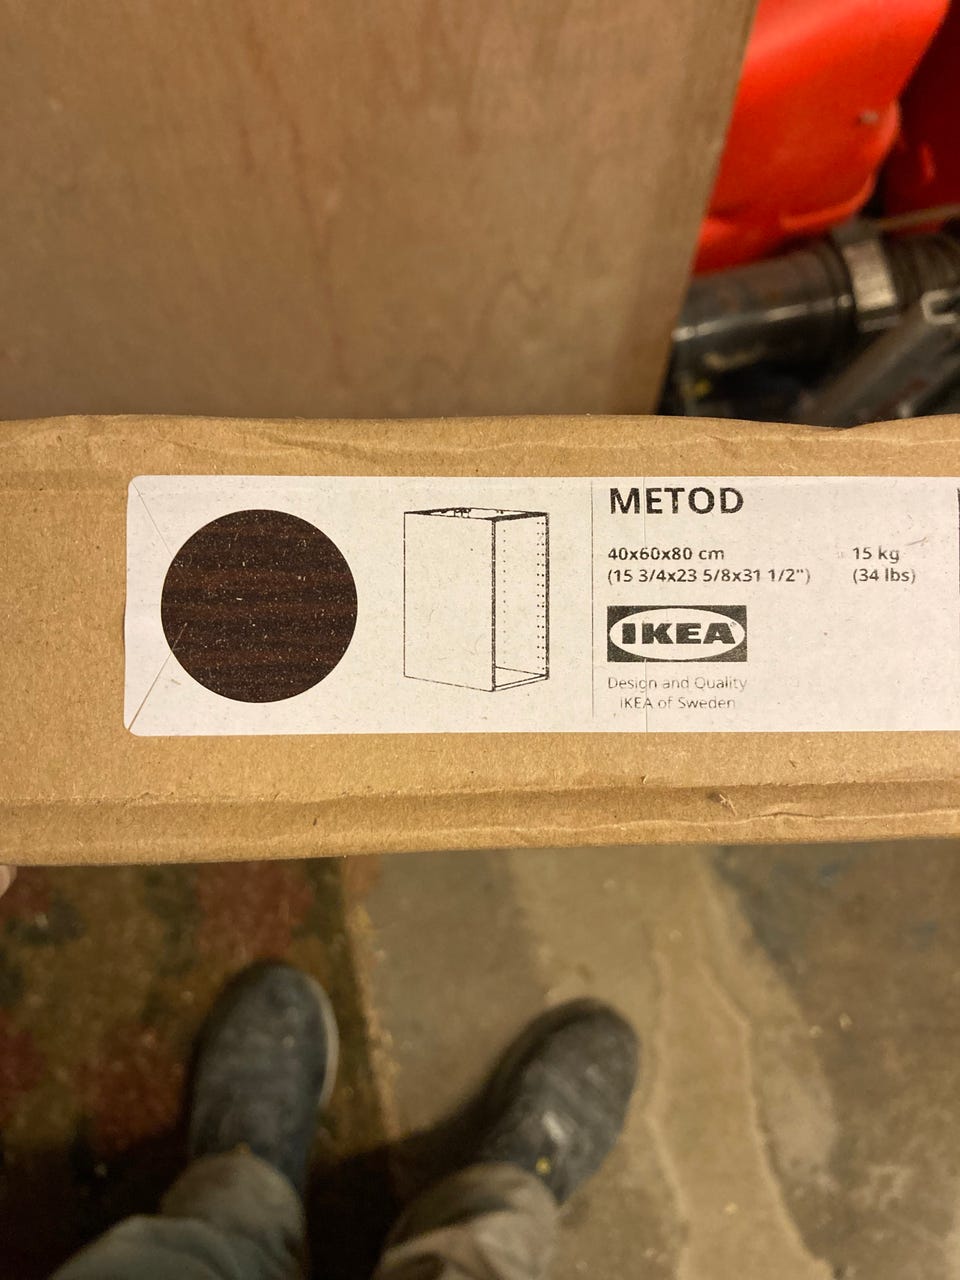 METOD
40x60x80 cm
(15 3/4x23 5/8x31 1/2")
15 kg
(34 lbs)
IKEA®
Design and Quality
IKEA of Sweden